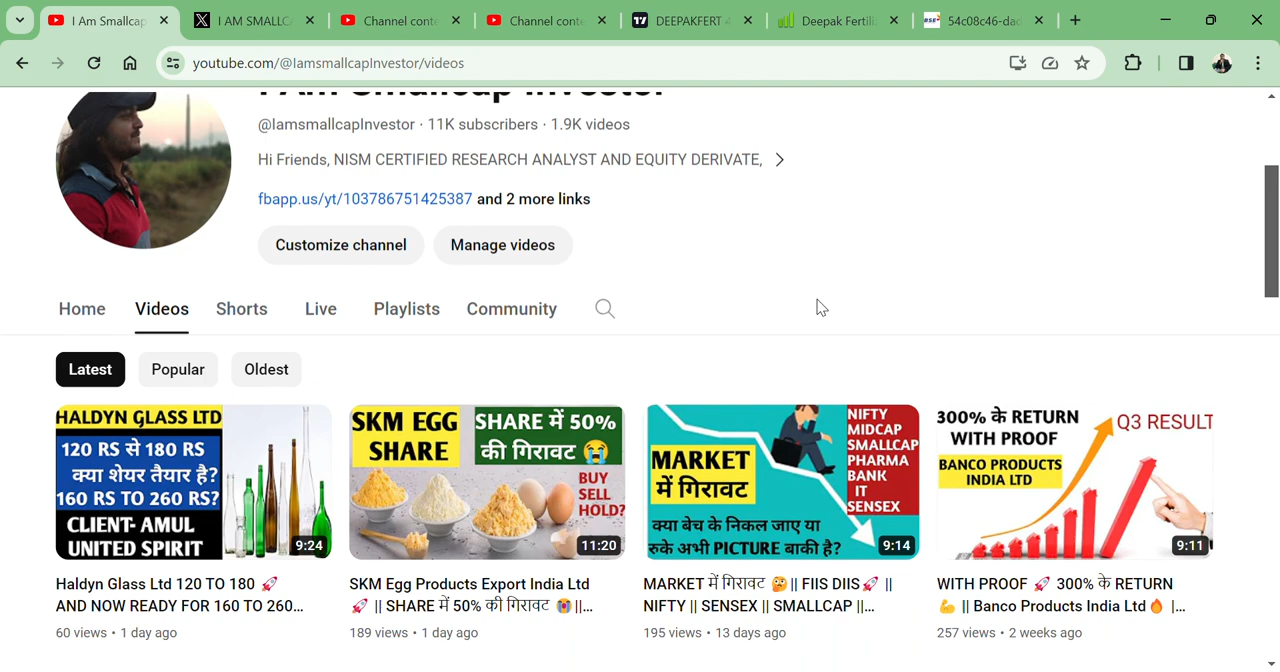 I Am Smallcap
I AM SMALLCA
Channel conte
Channel conte
DEEPAKFERT 4
Deepak Fertili
54c08c46-dad
youtube.com/@IamsmallcapInvestor/videos
I Am Smallcap Investor
@IamsmallcapInvestor · 11K subscribers · 1.9K videos
Hi Friends, NISM CERTIFIED RESEARCH ANALYST AND EQUITY DERIVATE,
fbapp.us/yt/103786751425387 and 2 more links
Customize channel
Manage videos
Home
Videos
Shorts
Live
Playlists
Community
Latest
Popular
Oldest
HALDYN GLASS LTD
120 RS से 180 RS
क्या शेयर तैयार है?
160 RS TO 260 RS?
CLIENT- AMUL
UNITED SPIRIT
9:24
SKM EGG
SHARE
SHARE में 50%
की गिरावट
BUY
SELL
HOLD?
11:20
MARKET
में गिरावट
NIFTY
MIDCAP
SMALLCAP
PHARMA
BANK
IT
SENSEX
क्या बेच के निकल जाए या
रुके अभी PICTURE बाकी है?
9:14
300% के RETURN
WITH PROOF
BANCO PRODUCTS
INDIA LTD
Q3 RESULT
9:11
Haldyn Glass Ltd 120 TO 180 🚀
AND NOW READY FOR 160 TO 260...
60 views • 1 day ago
SKM Egg Products Export India Ltd
🚀 || SHARE में 50% की गिरावट 😭||...
189 views • 1 day ago
MARKET में गिरावट 🤔|| FIIS DIIS🚀 ||
NIFTY || SENSEX || SMALLCAP ||...
195 views • 13 days ago
WITH PROOF 🚀 300% के RETURN
💪 || Banco Products India Ltd🔥 |...
257 views • 2 weeks ago